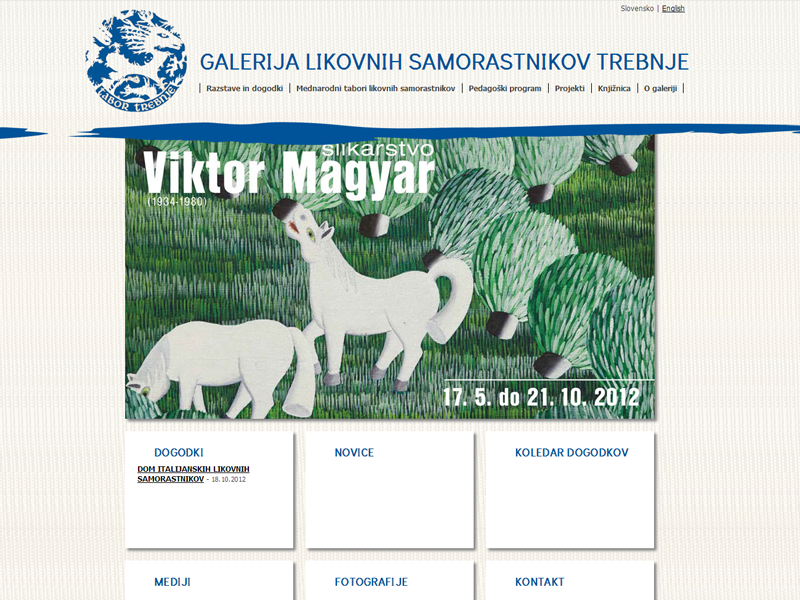 Slovensko | English
TABOR TREBNJE
GALERIJA LIKOVNIH SAMORASTNIKOV TREBNJE
| Razstave in dogodki | Mednarodni tabori likovnih samorastnikov | Pedagoški program | Projekti | Knjižnica | O galeriji |
slikarstvo
Viktor Magyar
(1934-1980)
17. 5. do 21. 10. 2012
DOGODKI
DOM ITALIJANSKIH LIKOVNIH
SAMORASTNIKOV - 18.10.2012
NOVICE
KOLEDAR DOGODKOV
MEDIJI
FOTOGRAFIJE
KONTAKT